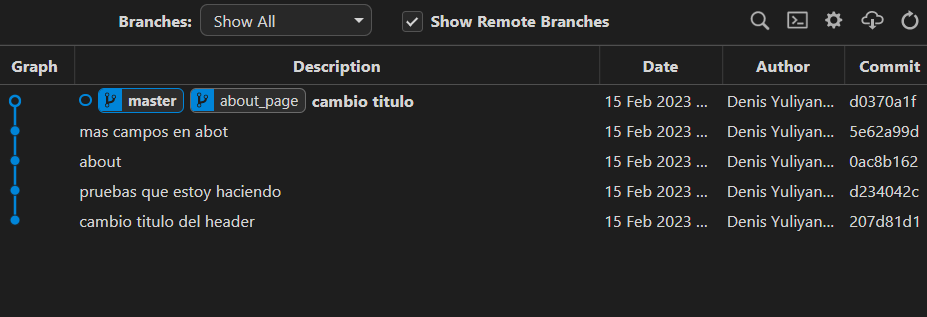 Branches: Show All Show Remote Branches
Graph Description Date Author Commit
master about_page cambio titulo 15 Feb 2023 ... Denis Yuliyan... d0370a1f
mas campos en abot 15 Feb 2023 ... Denis Yuliyan... 5e62a99d
about 15 Feb 2023 ... Denis Yuliyan... 0ac8b162
pruebas que estoy haciendo 15 Feb 2023 ... Denis Yuliyan... d234042c
cambio titulo del header 15 Feb 2023 ... Denis Yuliyan... 207d81d1